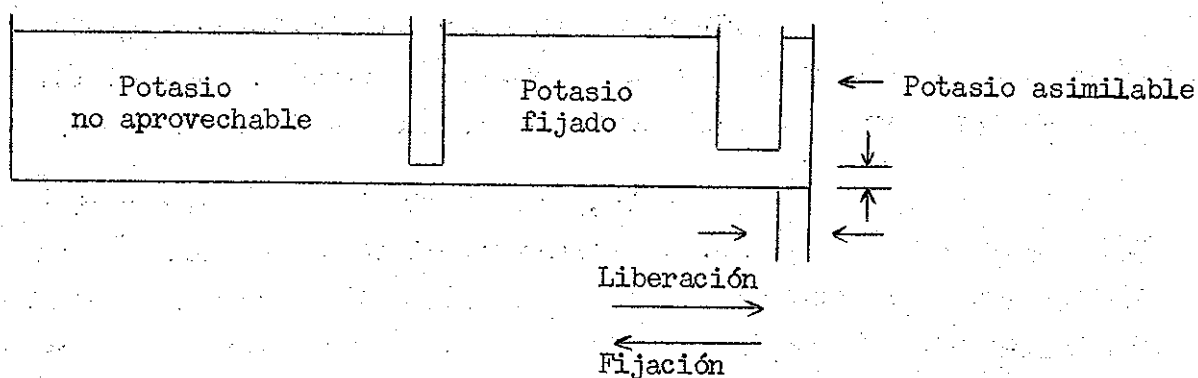 Potasio
no aprovechable
Potasio
fijado
Potasio asimilable
Liberación
Fijación